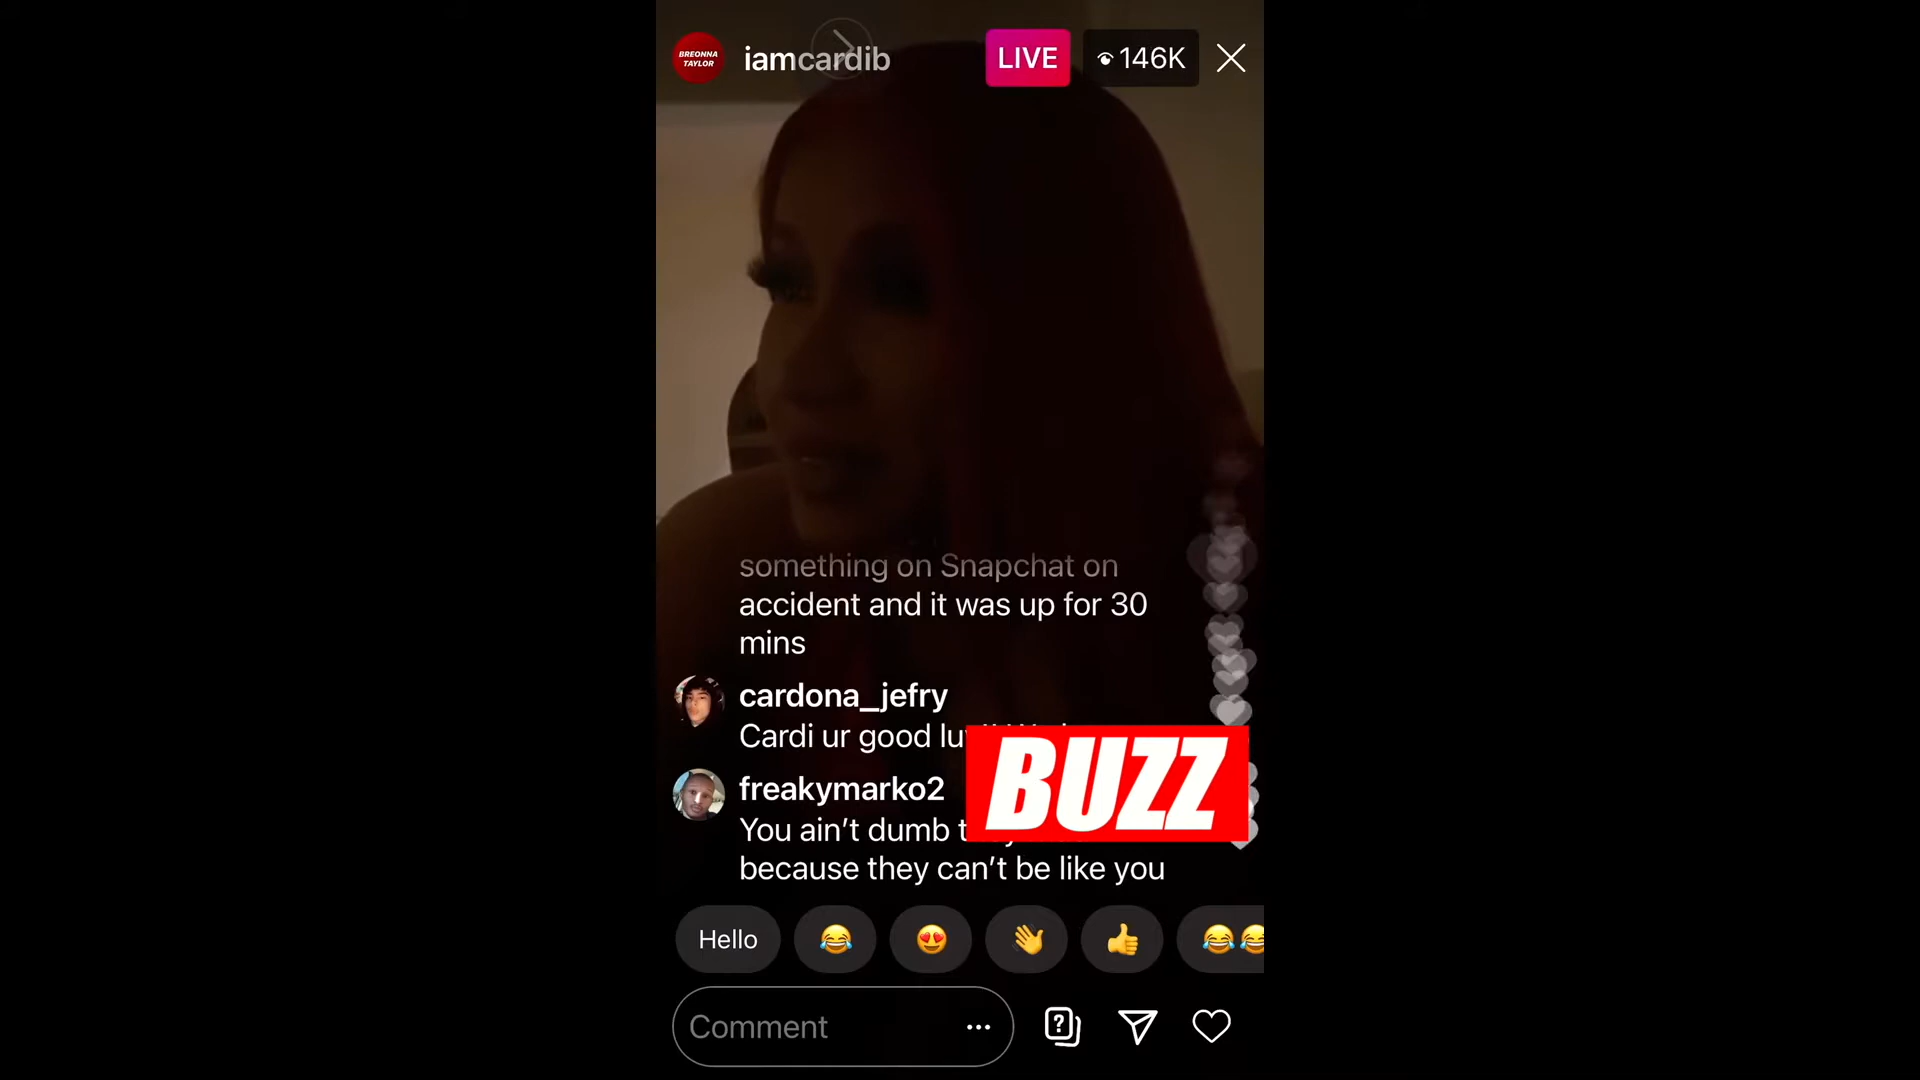 BREONNA
TAYLOR
iamcardib
LIVE
146K
something on Snapchat on
accident and it was up for 30
mins
cardona_jefry
Cardi ur good
freakymarko2
You ain't dumb
because they can't be like you
BUZZ
Hello
Comment